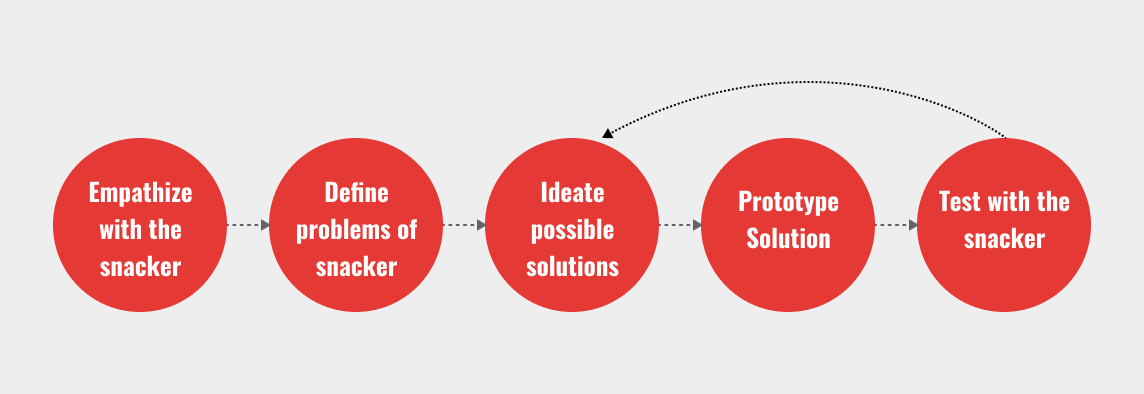 Empathize
with the
snacker
Define
problems of
snacker
Ideate
possible
solutions
Prototype
Solution
Test with the
snacker